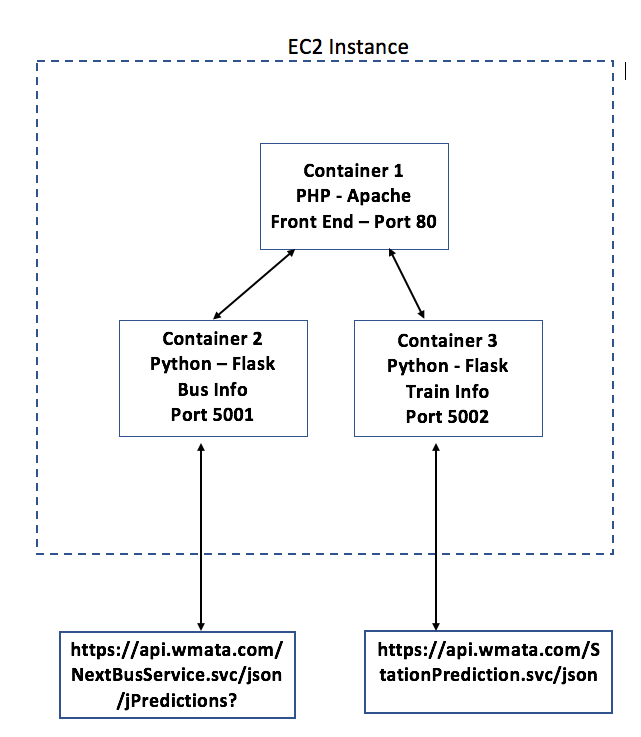 EC2 Instance
Container 1
PHP - Apache
Front End – Port 80
Container 2
Python – Flask
Bus Info
Port 5001
Container 3
Python - Flask
Train Info
Port 5002
https://api.wmata.com/
NextBusService.svc/json
/jPredictions?
https://api.wmata.com/S
tationPrediction.svc/json